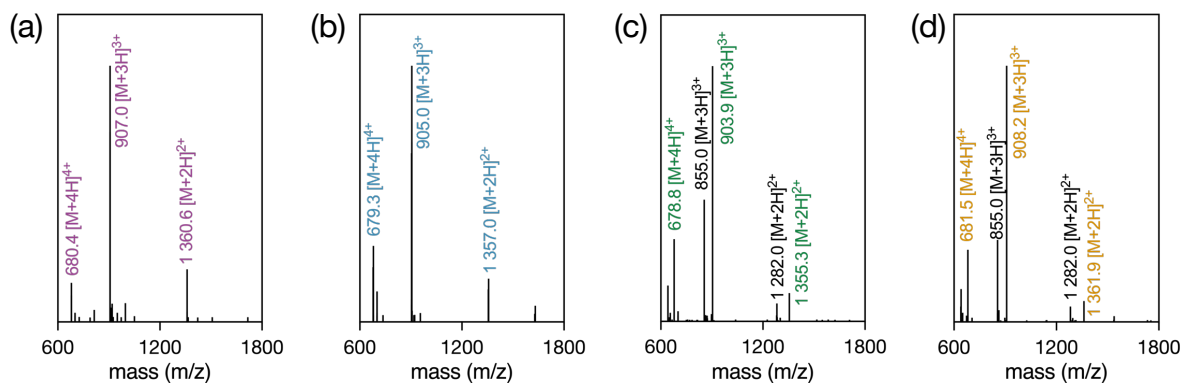 (a)
680.4 [M+4H]4+
907.0 [M+3H]3+
1 360.6 [M+2H]2+
600
1200
1800
mass (m/z)
(b)
679.3 [M+4H]4+
905.0 [M+3H]3+
1 357.0 [M+2H]2+
600
1200
1800
mass (m/z)
(c)
678.8 [M+4H]4+
855.0 [M+3H]3+
903.9 [M+3H]3+
1 282.0 [M+2H]2+
1 355.3 [M+2H]2+
600
1200
1800
mass (m/z)
(d)
681.5 [M+4H]4+
855.0 [M+3H]3+
908.2 [M+3H]3+
1 282.0 [M+2H]2+
1 361.9 [M+2H]2+
600
1200
1800
mass (m/z)